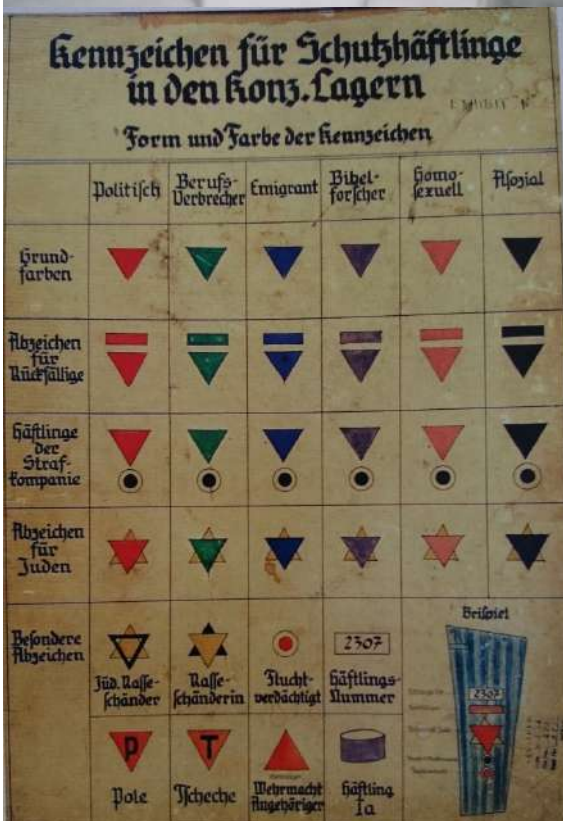 Kennzeichen für Schutzhäftlinge
in den Konz.Lagern
Form und Farbe der Kennzeichen
Politisch
Berufs-
Verbrecher
Emigrant
Bibel-
forscher
Homo-
sexuell
Asozial
Grund-
farben
Abzeichen
für
Rückfällige
Häftlinge
der
Straf-
kompanie
Abzeichen
für
Juden
Besondere
Abzeichen
Jüd. Rasse-
schänder
Rasse-
schänderin
Flucht-
verdächtigt
2307
Häftlings-
Nummer
Beispiel
2307
P
Pole
T
Tscheche
Wehrmacht
Angehöriger
Häftling
Ia